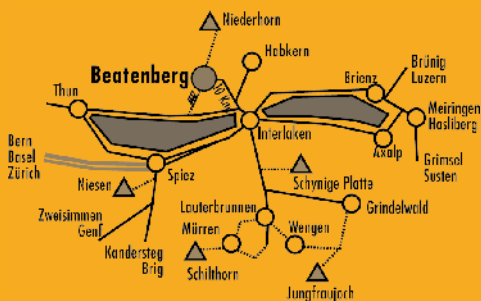 Niederhorn
Habkern
Beatenberg
10 Km
Thun
Brienz
Brünig
Luzern
Meiringen
Hasliberg
Interlaken
Axalp
Grimsel
Susten
Bern
Basel
Zürich
Niesen
Spiez
Schynige Platte
Zweisimmen
Genf
Kandersteg
Brig
Lauterbrunnen
Grindelwald
Mürren
Wengen
Schilthorn
Jungfraujoch